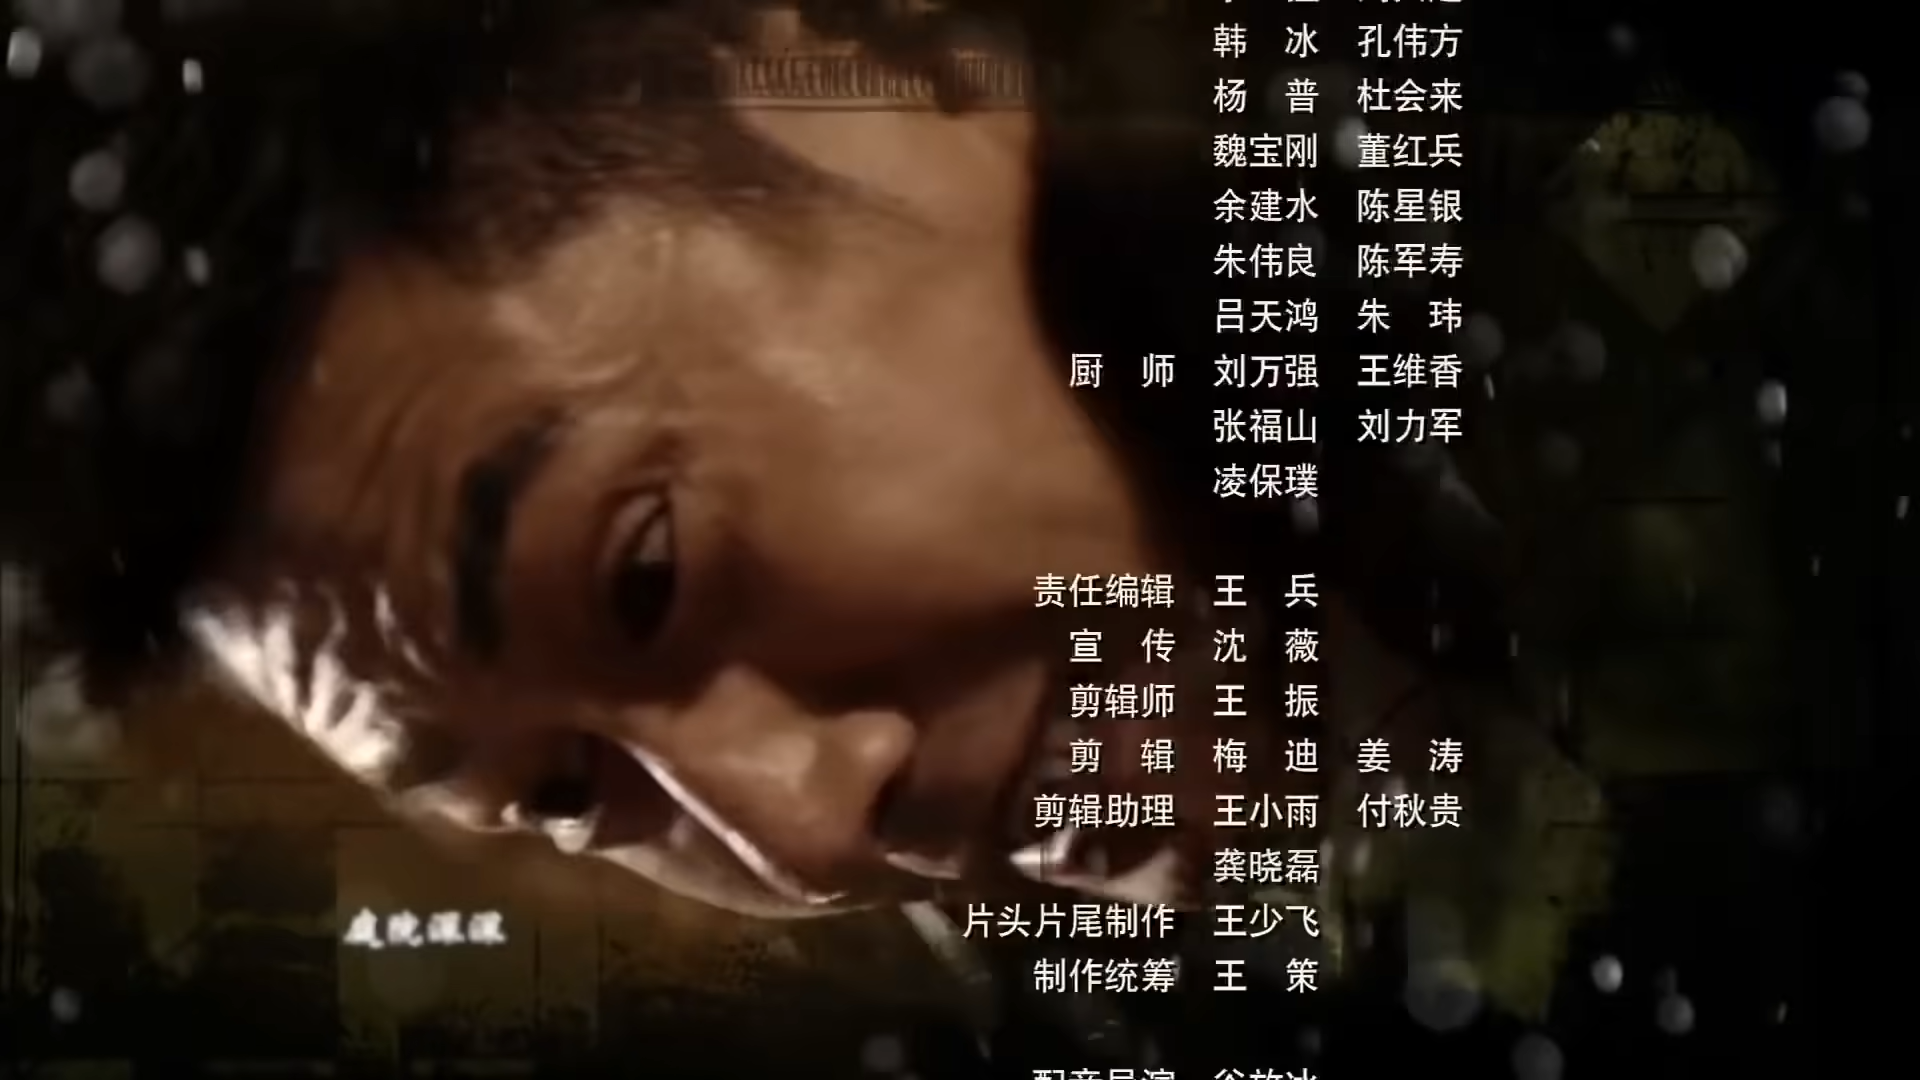 韩 冰 孔伟方
杨 普 杜会来
魏宝刚 董红兵
余建水 陈星银
朱伟良 陈军寿
吕天鸿 朱 玮
厨 师 刘万强 王维香
张福山 刘力军
凌保璞
责任编辑 王 兵
宣 传 沈 薇
剪辑师 王 振
剪 辑 梅 迪 姜 涛
剪辑助理 王小雨 付秋贵
龚晓磊
片头片尾制作 王少飞
制作统筹 王 策
庭院深深